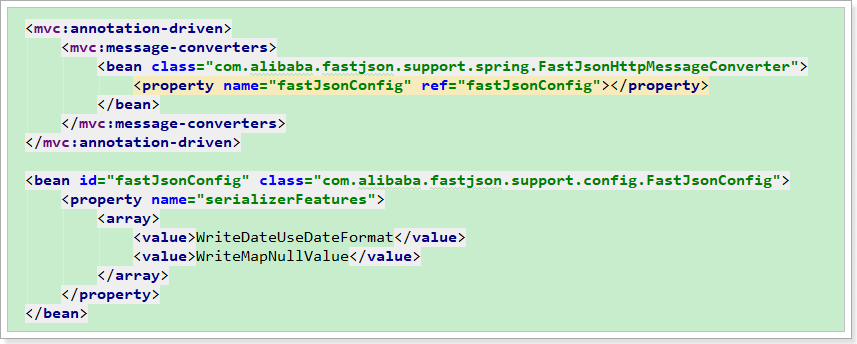 <mvc:annotation-driven>
    <mvc:message-converters>
        <bean class="com.alibaba.fastjson.support.spring.FastJsonHttpMessageConverter">
            <property name="fastJsonConfig" ref="fastJsonConfig"></property>
        </bean>
    </mvc:message-converters>
</mvc:annotation-driven>

<bean id="fastJsonConfig" class="com.alibaba.fastjson.support.config.FastJsonConfig">
    <property name="serializerFeatures">
        <array>
            <value>WriteDateUseDateFormat</value>
            <value>WriteMapNullValue</value>
        </array>
    </property>
</bean>